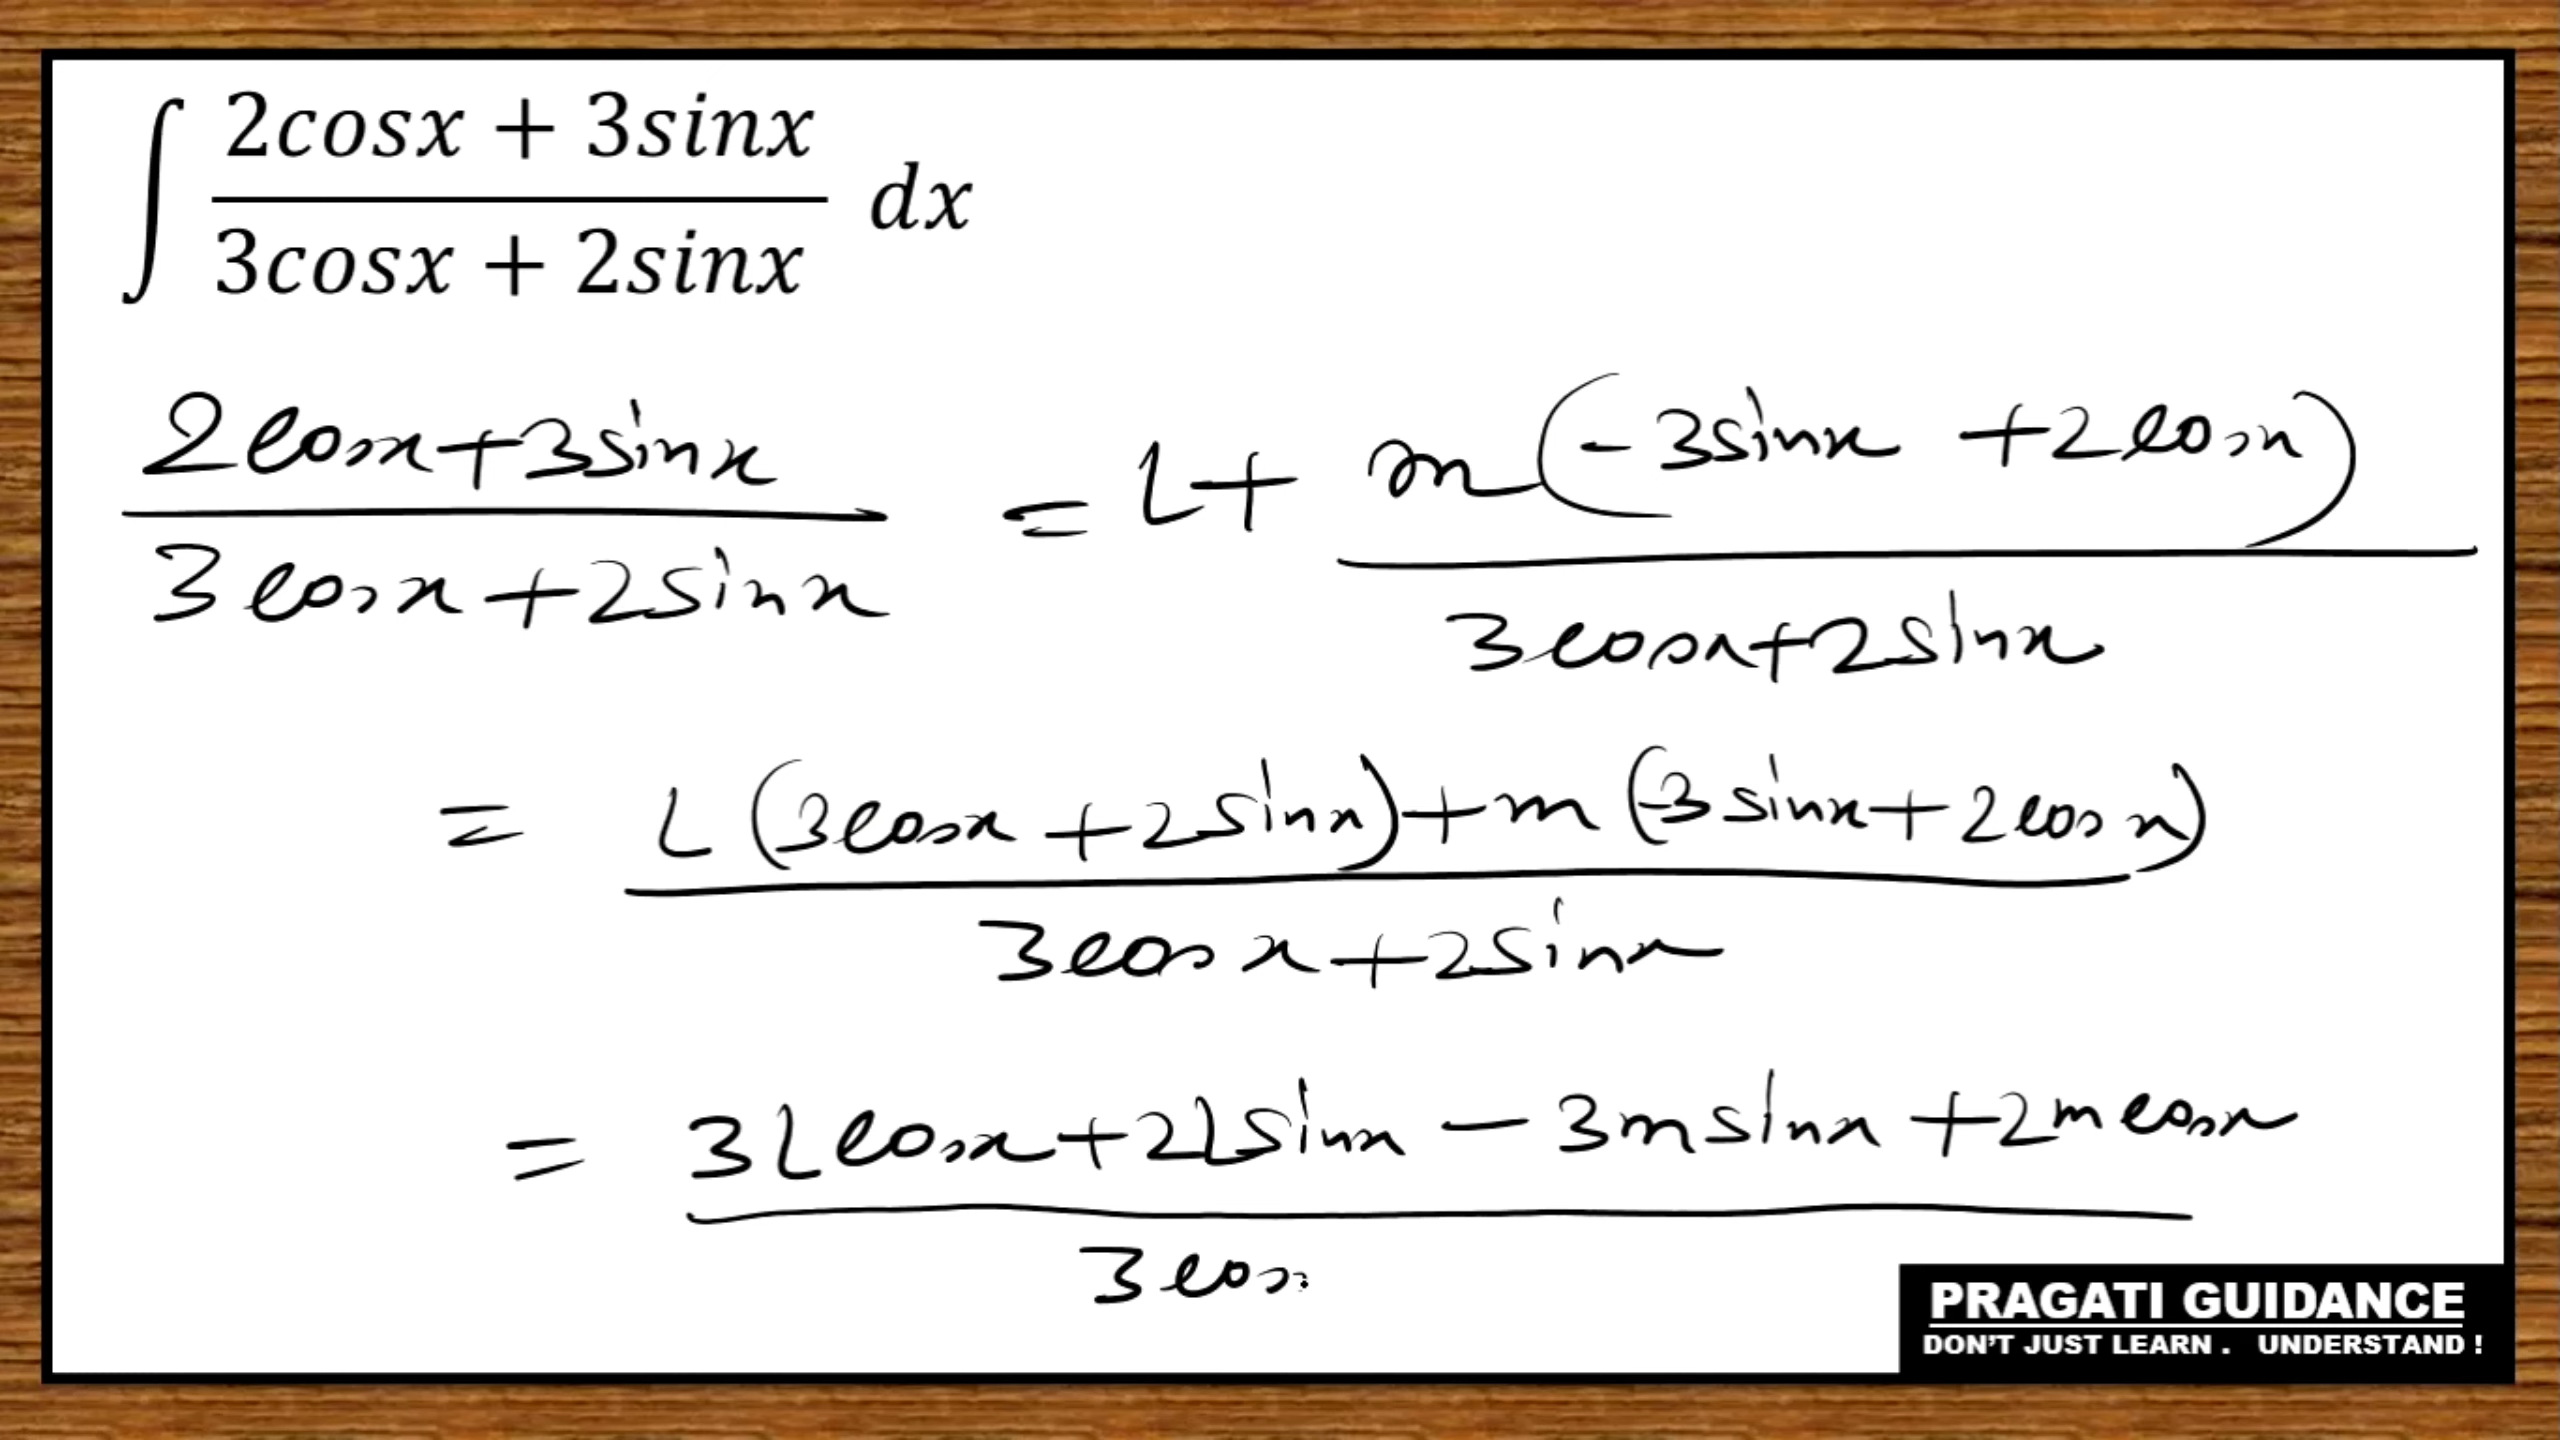 ∫ (2cosx + 3sinx)/(3cosx + 2sinx) dx
(2cosx+3sinx)/(3cosx+2sinx) = l + m(-3sinx +2cosx)/(3cosx+2sinx)
= (l(3cosx +2sinx)+m(-3sinx+2cosx))/(3cosx+2sinx)
= (3lcosx+2lsinx - 3msinx +2mcosx)/(3cos
PRAGATI GUIDANCE
DON'T JUST LEARN . UNDERSTAND !